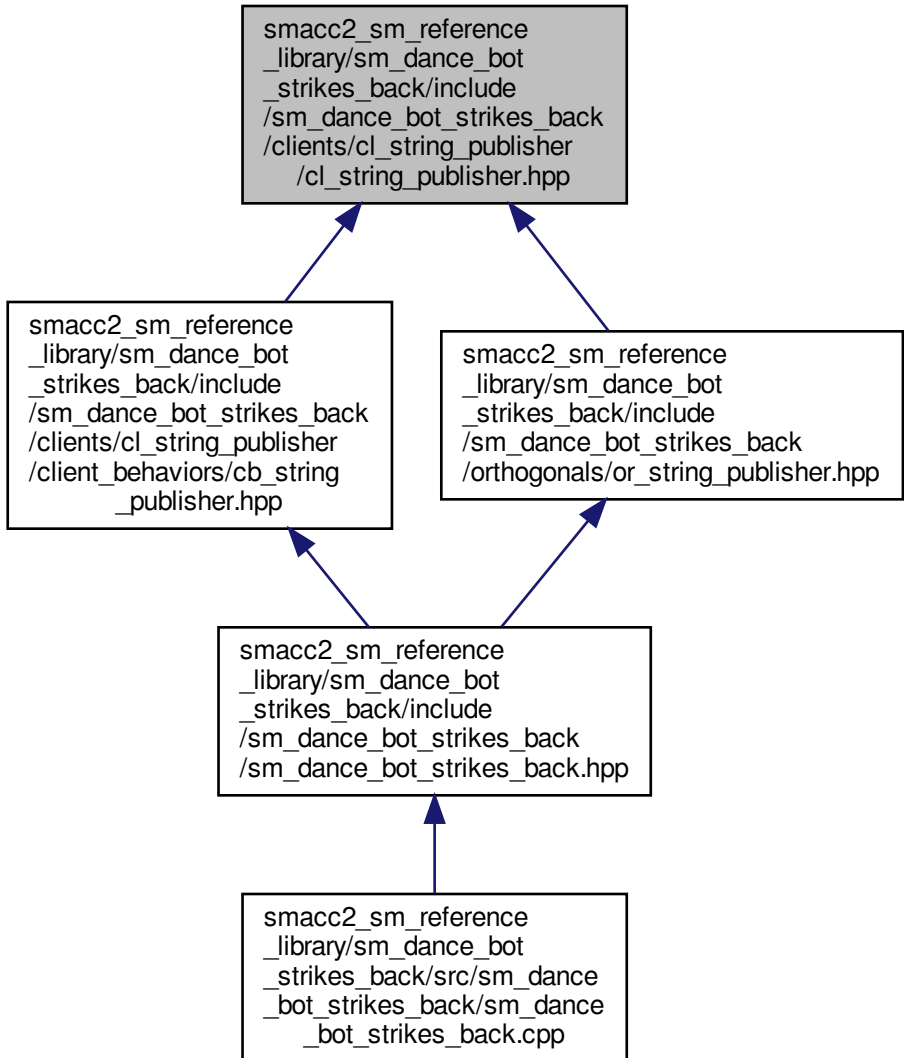 smacc2_sm_reference
_library/sm_dance_bot
_strikes_back/include
/sm_dance_bot_strikes_back
/clients/cl_string_publisher
/cl_string_publisher.hpp
smacc2_sm_reference
_library/sm_dance_bot
_strikes_back/include
/sm_dance_bot_strikes_back
/clients/cl_string_publisher
/client_behaviors/cb_string
_publisher.hpp
smacc2_sm_reference
_library/sm_dance_bot
_strikes_back/include
/sm_dance_bot_strikes_back
/orthogonals/or_string_publisher.hpp
smacc2_sm_reference
_library/sm_dance_bot
_strikes_back/include
/sm_dance_bot_strikes_back
/sm_dance_bot_strikes_back.hpp
smacc2_sm_reference
_library/sm_dance_bot
_strikes_back/src/sm_dance
_bot_strikes_back/sm_dance
_bot_strikes_back.cpp